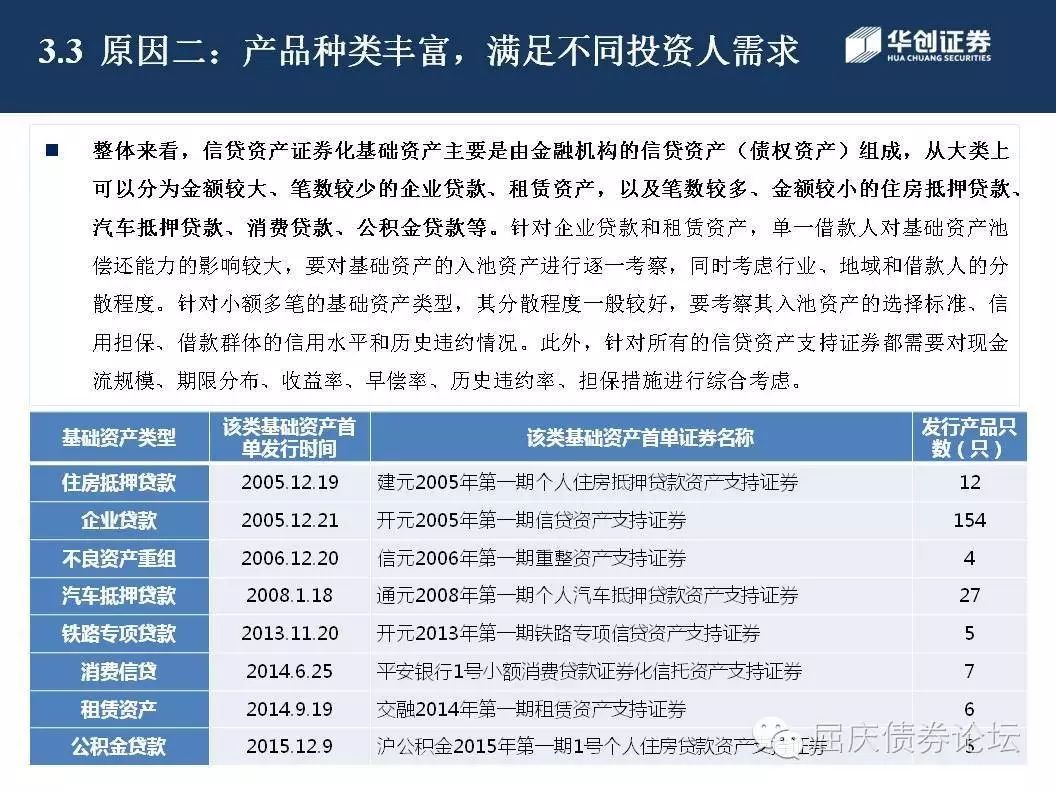 3.3 原因二：产品种类丰富，满足不同投资人需求
华创证券
HUA CHUANG SECURITIES
■ 整体来看，信贷资产证券化基础资产主要是由金融机构的信贷资产（债权资产）组成，从大类上
可以分为金额较大、笔数较少的企业贷款、租赁资产，以及笔数较多、金额较小的住房抵押贷款、
汽车抵押贷款、消费贷款、公积金贷款等。针对企业贷款和租赁资产，单一借款人对基础资产池
偿还能力的影响较大，要对基础资产的入池资产进行逐一考察，同时考虑行业、地域和借款人的分
散程度。针对小额多笔的基础资产类型，其分散程度一般较好，要考察其入池资产的选择标准、信
用担保、借款群体的信用水平和历史违约情况。此外，针对所有的信贷资产支持证券都需要对现金
流规模、期限分布、收益率、早偿率、历史违约率、担保措施进行综合考虑。
基础资产类型 该类基础资产首单发行时间 该类基础资产首单证券名称 发行产品只数（只）
住房抵押贷款 2005.12.19 建元2005年第一期个人住房抵押贷款资产支持证券 12
企业贷款 2005.12.21 开元2005年第一期信贷资产支持证券 154
不良资产重组 2006.12.20 信元2006年第一期重整资产支持证券 4
汽车抵押贷款 2008.1.18 通元2008年第一期个人汽车抵押贷款资产支持证券 27
铁路专项贷款 2013.11.20 开元2013年第一期铁路专项信贷资产支持证券 5
消费信贷 2014.6.25 平安银行1号小额消费贷款证券化信托资产支持证券 7
租赁资产 2014.9.19 交融2014年第一期租赁资产支持证券 6
公积金贷款 2015.12.9 沪公积金2015年第一期1号个人住房贷款资产支持证券 5
屈庆债券论坛